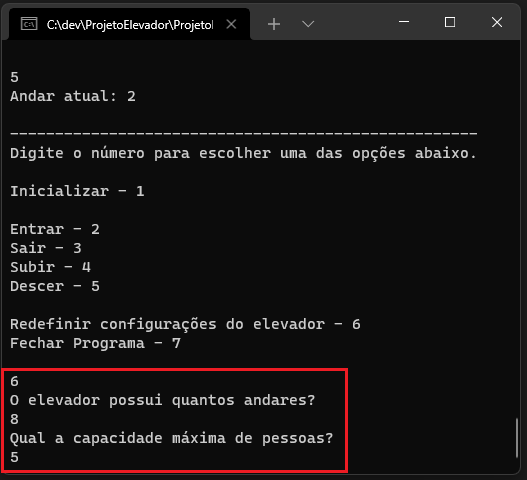 C:\dev\ProjetoElevador\Projetol
5
Andar atual: 2
----------------------------------------------------
Digite o número para escolher uma das opções abaixo.
Inicializar - 1
Entrar - 2
Sair - 3
Subir - 4
Descer - 5
Redefinir configurações do elevador - 6
Fechar Programa - 7
6
O elevador possui quantos andares?
8
Qual a capacidade máxima de pessoas?
5